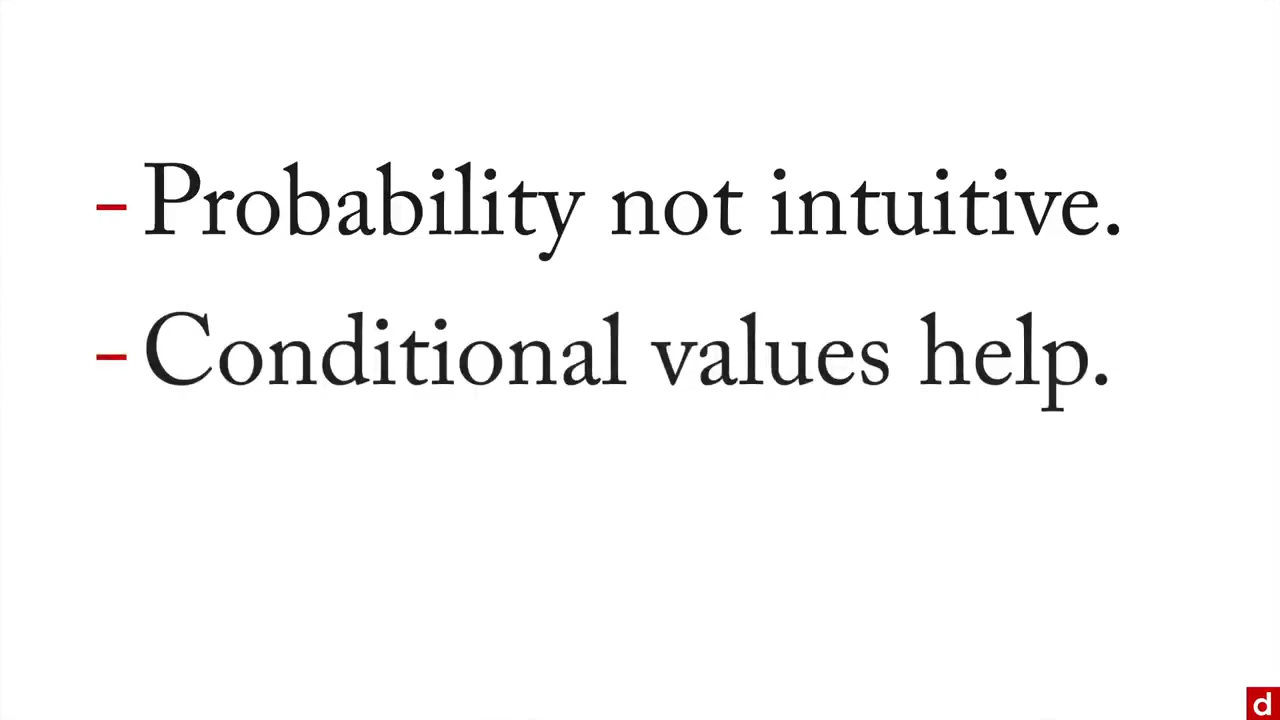 - Probability not intuitive.
- Conditional values help.
d